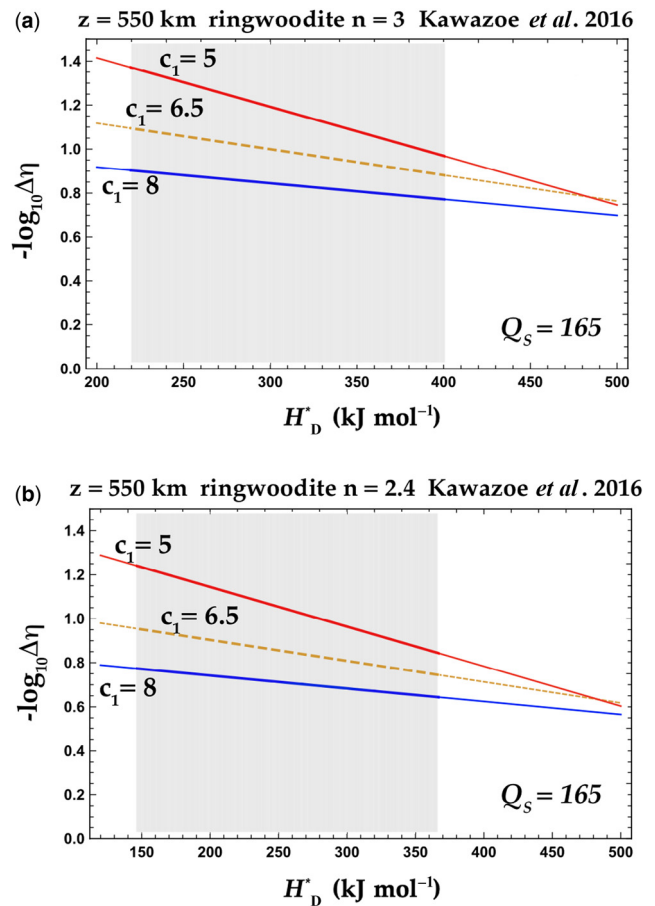 (a) z = 550 km ringwoodite n = 3 Kawazoe et al. 2016
c1= 5
c1= 6.5
c1= 8
-log10Δη
1.4
1.2
1.0
0.8
0.6
0.4
0.2
0.0
QS = 165
200 250 300 350 400 450 500
H*D (kJ mol−1)
(b) z = 550 km ringwoodite n = 2.4 Kawazoe et al. 2016
c1= 5
c1= 6.5
c1= 8
-log10Δη
1.4
1.2
1.0
0.8
0.6
0.4
0.2
0.0
QS = 165
150 200 250 300 350 400 450 500
H*D (kJ mol−1)